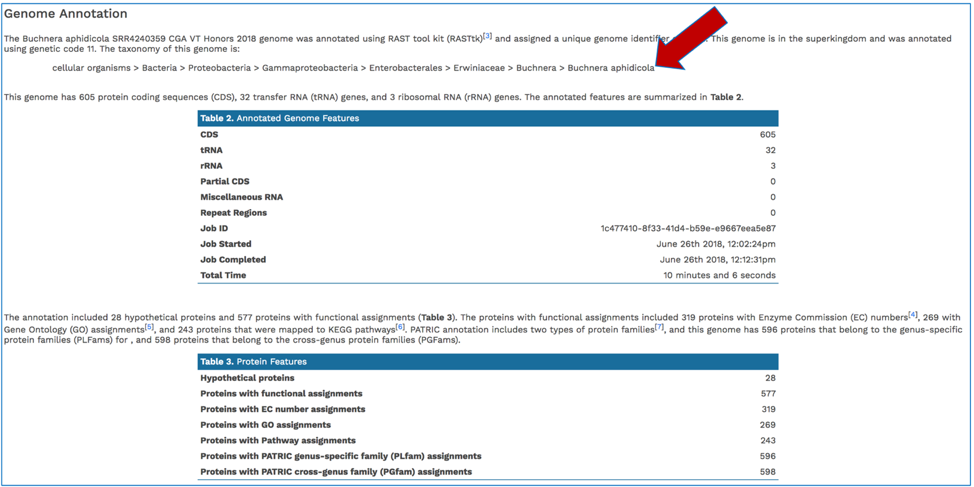 Genome Annotation
The Buchnera aphidicola SRR4240359 CGA VT Honors 2018 genome was annotated using RAST tool kit (RASTtk)[3] and assigned a unique genome identifier This genome is in the superkingdom and was annotated
using genetic code 11. The taxonomy of this genome is:
cellular organisms > Bacteria > Proteobacteria > Gammaproteobacteria > Enterobacterales > Erwiniaceae > Buchnera > Buchnera aphidicola
This genome has 605 protein coding sequences (CDS), 32 transfer RNA (tRNA) genes, and 3 ribosomal RNA (rRNA) genes. The annotated features are summarized in Table 2.
Table 2. Annotated Genome Features
CDS 605
tRNA 32
rRNA 3
Partial CDS 0
Miscellaneous RNA 0
Repeat Regions 0
Job ID 1c477410-8f33-41d4-b59e-e9667eea5e87
Job Started June 26th 2018, 12:02:24pm
Job Completed June 26th 2018, 12:12:31pm
Total Time 10 minutes and 6 seconds
The annotation included 28 hypothetical proteins and 577 proteins with functional assignments (Table 3). The proteins with functional assignments included 319 proteins with Enzyme Commission (EC) numbers[4], 269 with
Gene Ontology (GO) assignments[5], and 243 proteins that were mapped to KEGG pathways[6]. PATRIC annotation includes two types of protein families[7], and this genome has 596 proteins that belong to the genus-specific
protein families (PLFams) for , and 598 proteins that belong to the cross-genus protein families (PGFams).
Table 3. Protein Features
Hypothetical proteins 28
Proteins with functional assignments 577
Proteins with EC number assignments 319
Proteins with GO assignments 269
Proteins with Pathway assignments 243
Proteins with PATRIC genus-specific family (PLfam) assignments 596
Proteins with PATRIC cross-genus family (PGfam) assignments 598